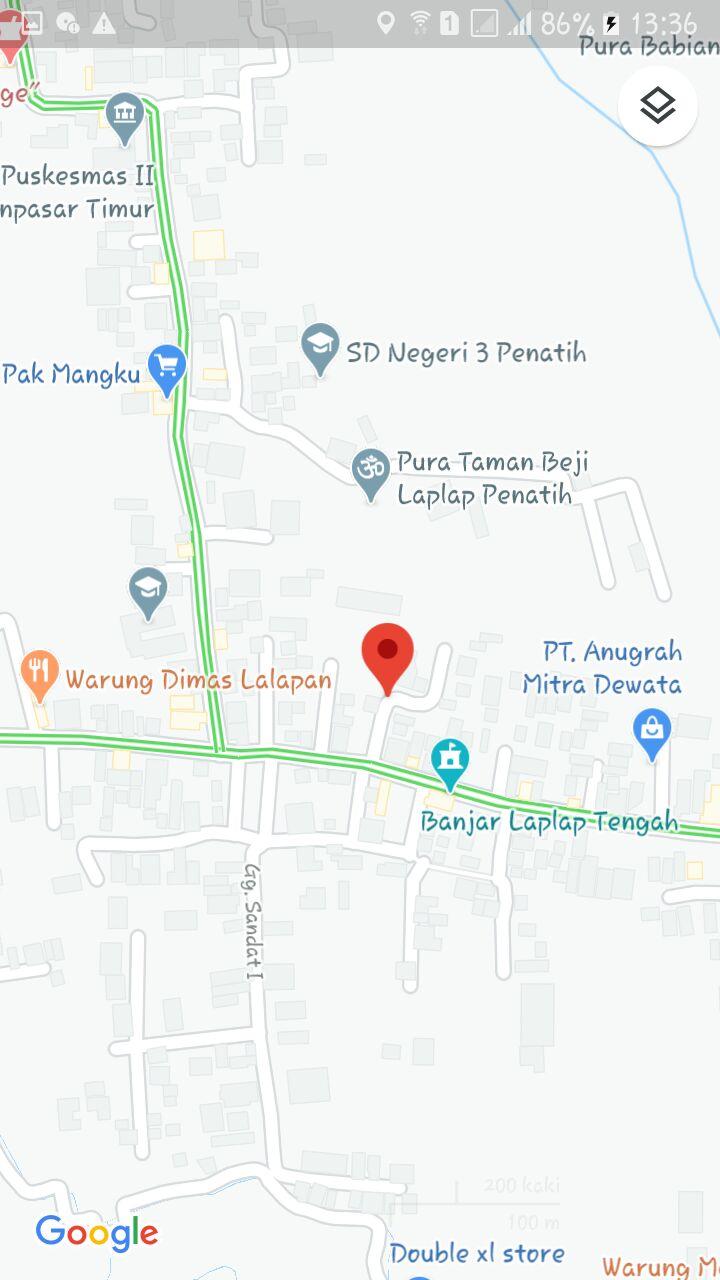 1 86% 13:36
Pura Babian
ge"
Puskesmas II
npasar Timur
SD Negeri 3 Penatih
Pak Mangku
Pura Taman Beji
Laplap Penatih
PT. Anugrah
Mitra Dewata
Warung Dimas Lalapan
Banjar Laplap Tengah
Gg. Sandat I
200 kaki
100 m
Google
Double xl store
Warung M